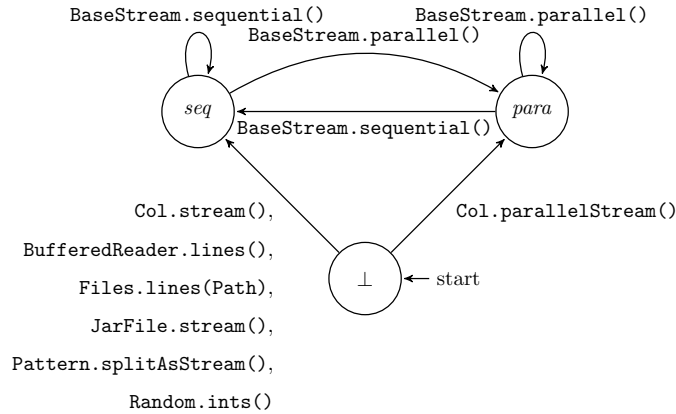 BaseStream.sequential()
BaseStream.parallel()
BaseStream.parallel()
seq
para
BaseStream.sequential()
Col.stream(),
Col.parallelStream()
BufferedReader.lines(),
⊥
start
Files.lines(Path),
JarFile.stream(),
Pattern.splitAsStream(),
Random.ints()